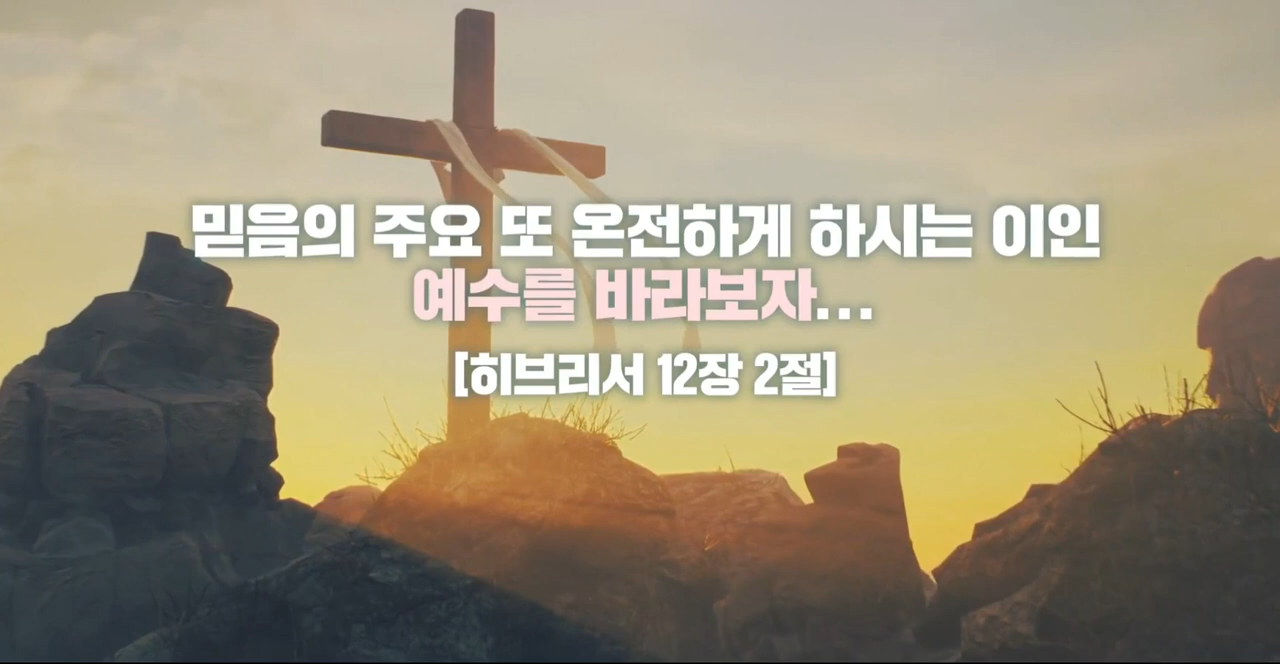 믿음의 주요 또 온전하게 하시는 이인
예수를 바라보자...
[히브리서 12장 2절]